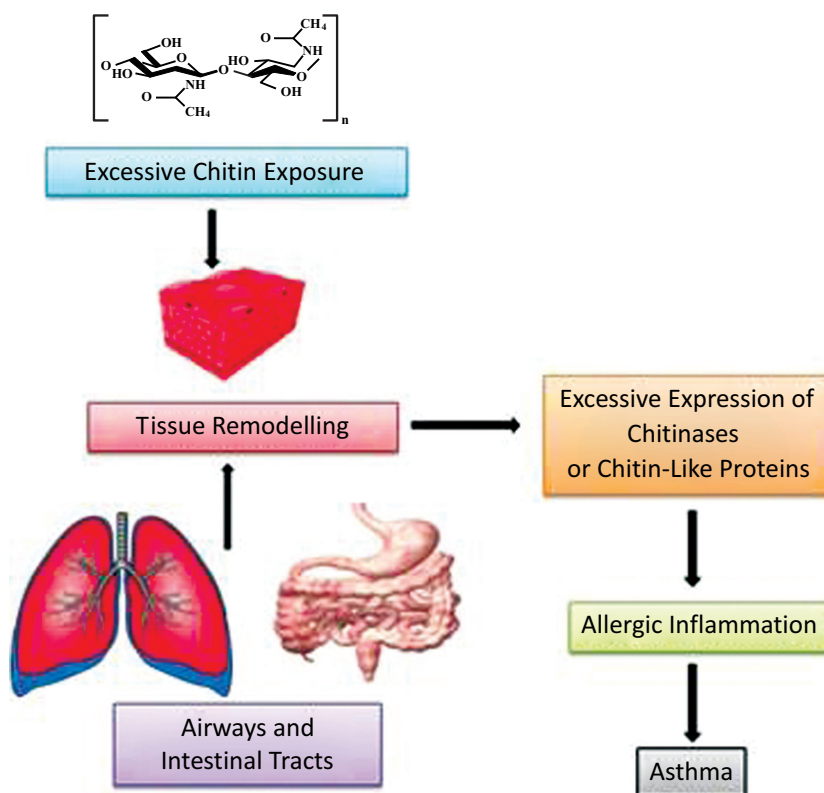 CH4
O
NH
OH
O
HO
O
O
HO
O
O
NH
OH
O
CH4
n
Excessive Chitin Exposure
Tissue Remodelling
Excessive Expression of
Chitinases
or Chitin-Like Proteins
Allergic Inflammation
Airways and
Intestinal Tracts
Asthma